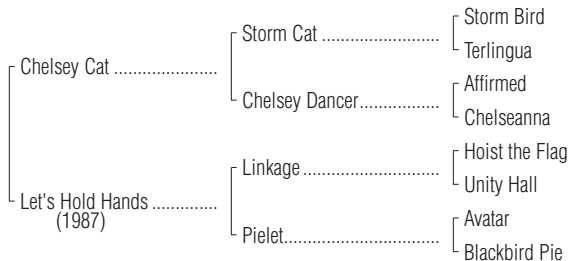 Storm Bird
Storm Cat ........................
Terlingua
Chelsey Cat .....................
Affirmed
Chelsey Dancer................
Chelseanna
Hoist the Flag
Linkage ...........................
Unity Hall
Let's Hold Hands .............
(1987)
Avatar
Pielet...............................
Blackbird Pie